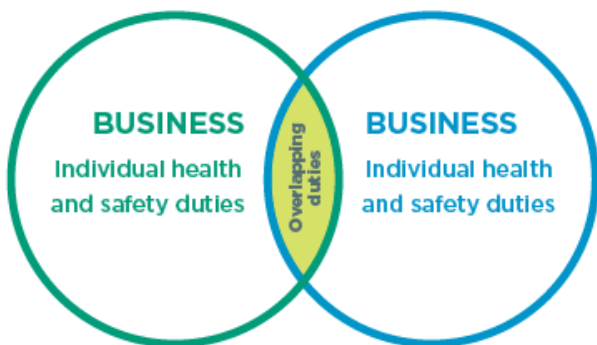 BUSINESS
Individual health
and safety duties
Overlapping
duties
BUSINESS
Individual health
and safety duties